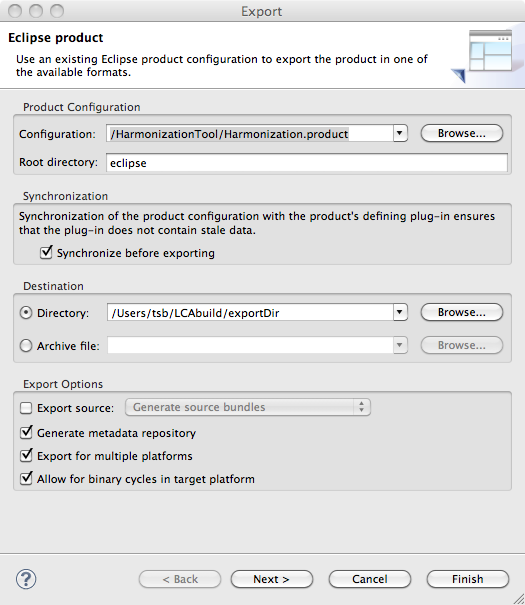 Export
Eclipse product
Use an existing Eclipse product configuration to export the product in one of
the available formats.
Product Configuration
Configuration: /HarmonizationTool/Harmonization.product Browse...
Root directory: eclipse
Synchronization
Synchronization of the product configuration with the product's defining plug-in ensures
that the plug-in does not contain stale data.
Synchronize before exporting
Destination
Directory: /Users/tsb/LCAbuild/exportDir Browse...
Archive file: Browse...
Export Options
Export source: Generate source bundles
Generate metadata repository
Export for multiple platforms
Allow for binary cycles in target platform
? < Back Next > Cancel Finish